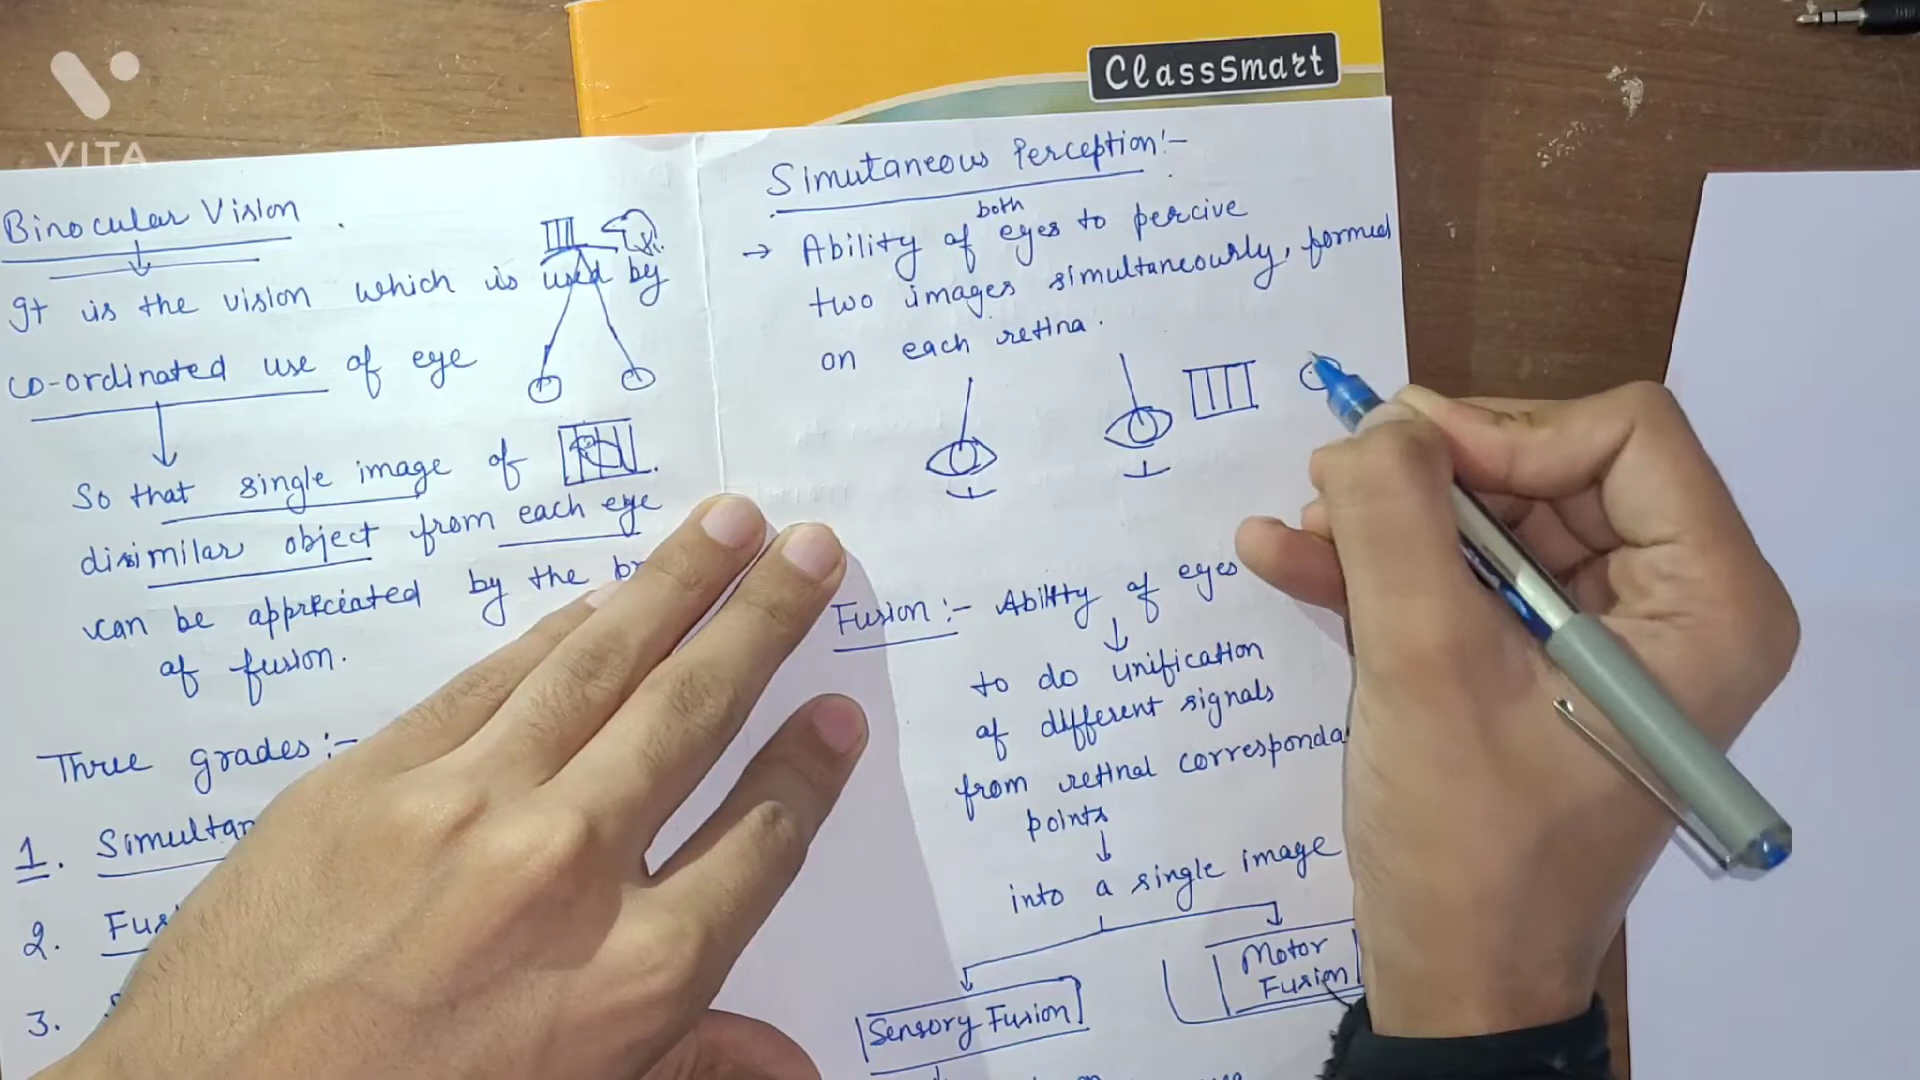 VITA
ClassSmart
Binocular Vision
It is the vision which is used by
co-ordinated use of eye
So that single image of
disimilar object from each eye
can be appreciated by the
of fusion.
Three grades:-
1. Simultan
2. Fus
3.
Simutaneous Perception:-
both
→ Ability of eyes to percive
two images simultaneously, formed
on each retina.
Fusion:- Ability of eyes
to do unification
of different signals
from retinal corresponda
points
into a single image
Motor
Fusion
Sensory Fusion